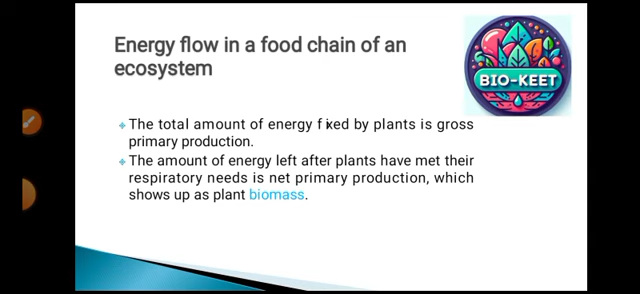 Energy flow in a food chain of an
ecosystem
BIO-KEET
The total amount of energy fixed by plants is gross
primary production.
The amount of energy left after plants have met their
respiratory needs is net primary production, which
shows up as plant biomass.